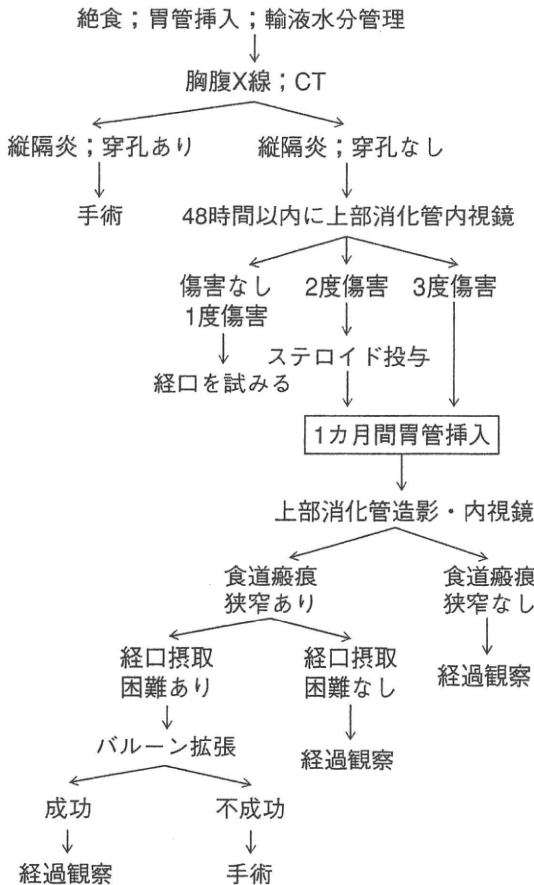 絶食；胃管挿入；輸液水分管理
胸腹X線；CT
縦隔炎；穿孔あり
縦隔炎；穿孔なし
手術
48時間以内に上部消化管内視鏡
傷害なし
1度傷害
2度傷害
3度傷害
ステロイド投与
経口を試みる
1カ月間胃管挿入
上部消化管造影・内視鏡
食道瘢痕
狭窄あり
食道瘢痕
狭窄なし
経口摂取
困難あり
経口摂取
困難なし
経過観察
バルーン拡張
経過観察
成功
不成功
経過観察
手術